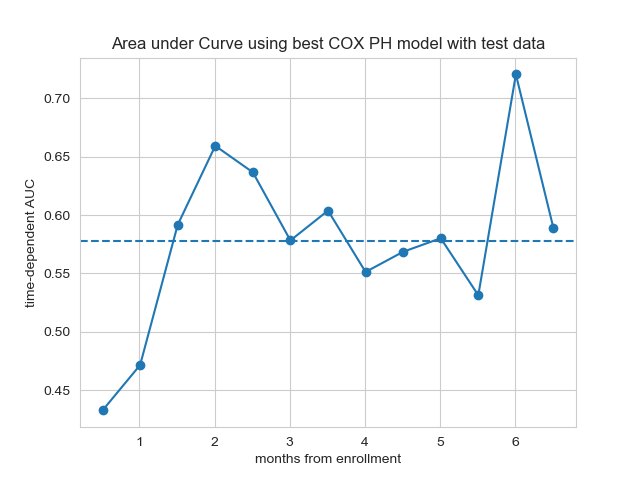 Area under Curve using best COX PH model with test data
time-dependent AUC
0.70
0.65
0.60
0.55
0.50
0.45
1 2 3 4 5 6
months from enrollment